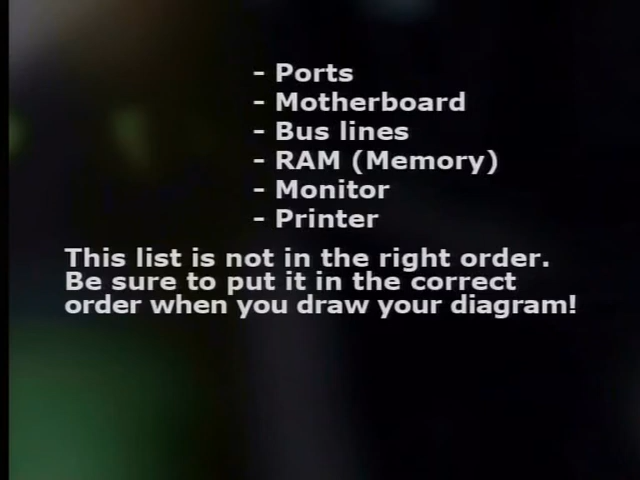 - Ports
- Motherboard
- Bus lines
- RAM (Memory)
- Monitor
- Printer
This list is not in the right order.
Be sure to put it in the correct
order when you draw your diagram!